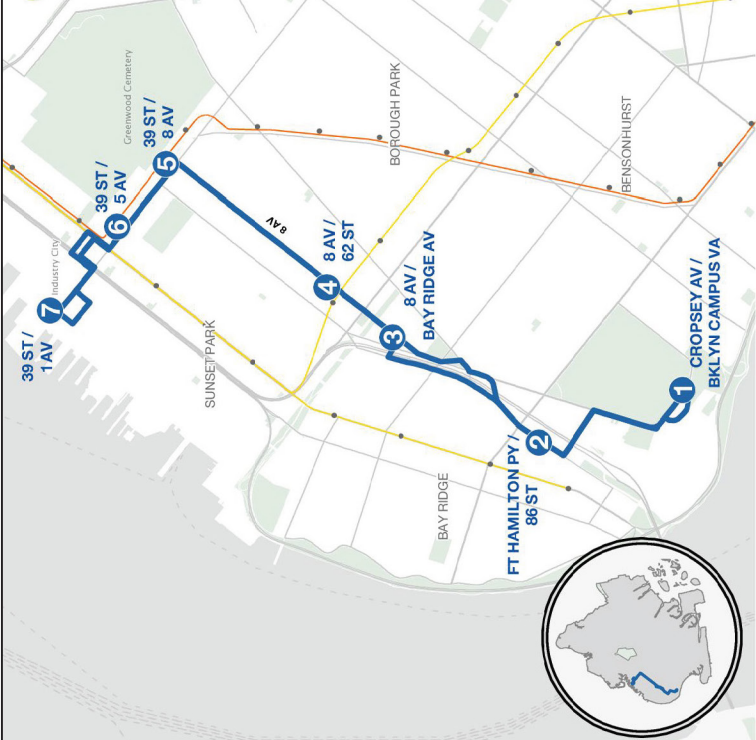 Greenwood Cemetery
39 ST /
8 AV
5
39 ST /
5 AV
6
Industry City
7
39 ST /
1 AV
8 AV
BOROUGH PARK
BENSONHURST
8 AV /
62 ST
4
8 AV /
BAY RIDGE AV
3
SUNSET PARK
CROPSEY AV /
BKLYN CAMPUS VA
1
2
FT HAMILTON PY /
86 ST
BAY RIDGE